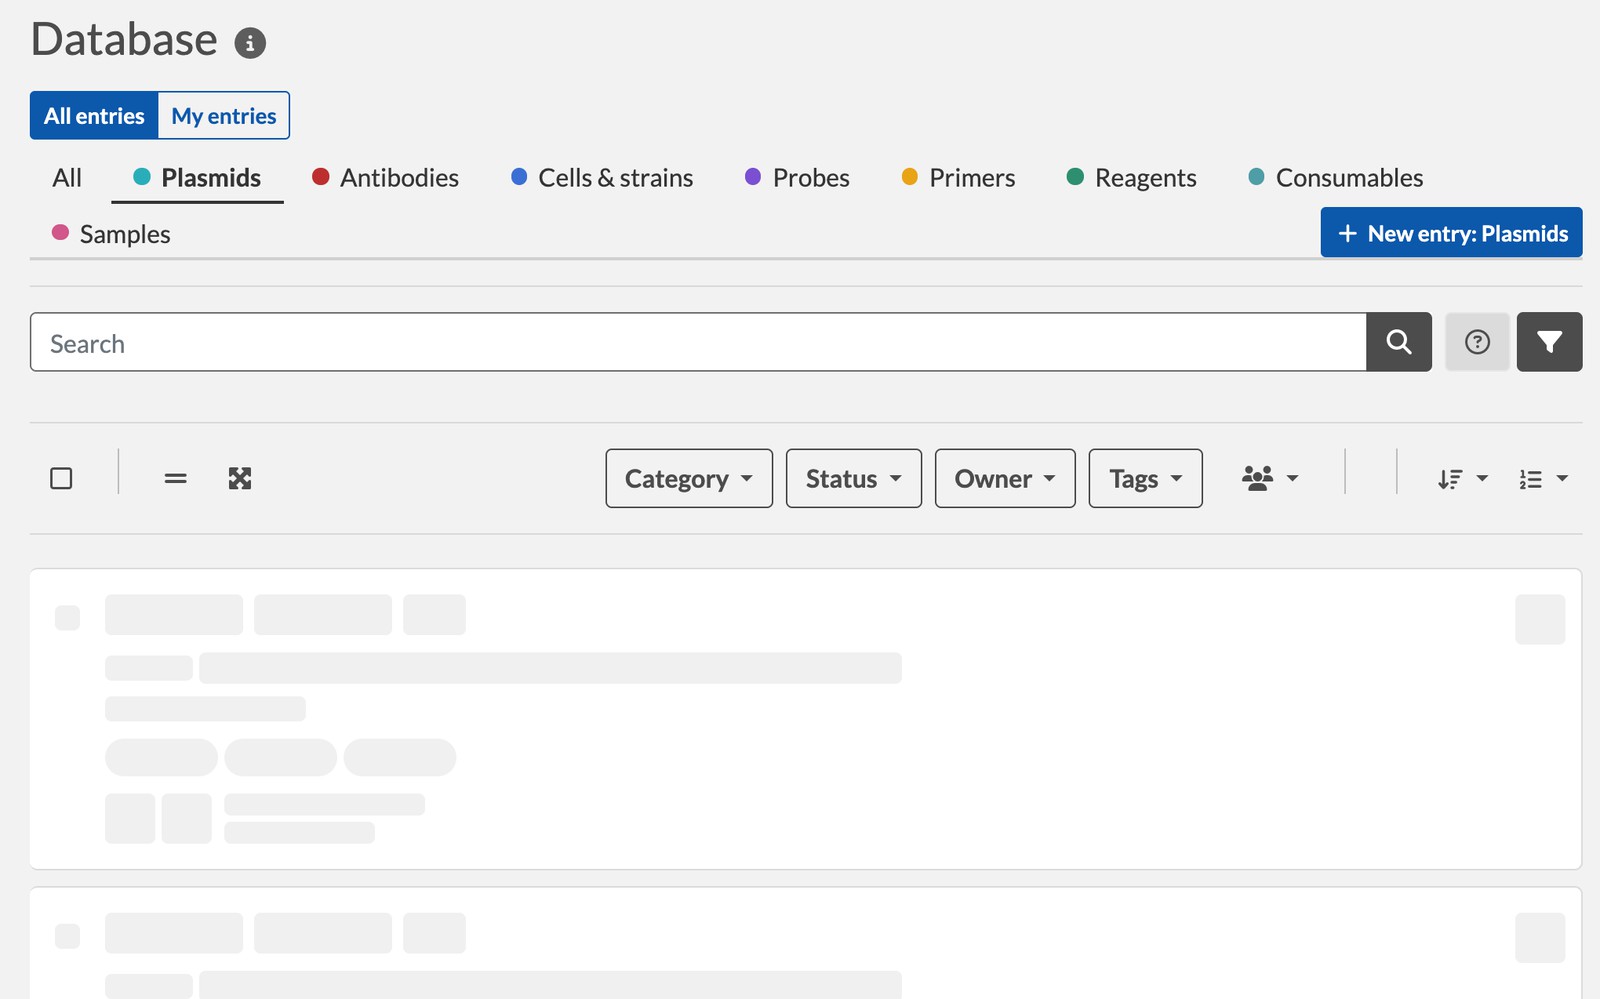 Database
All entries My entries
All Plasmids Antibodies Cells & strains Probes Primers Reagents Consumables
Samples + New entry: Plasmids
Search
Category Status Owner Tags